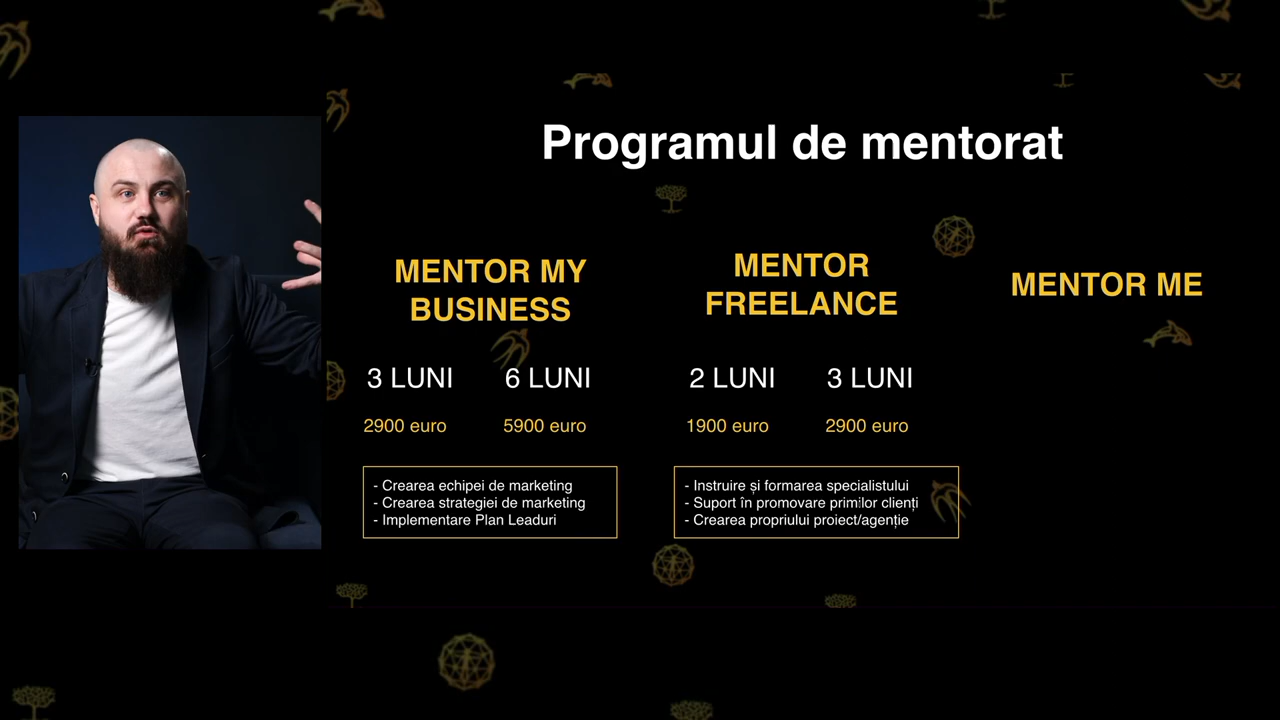 Programul de mentorat
MENTOR MY
BUSINESS
3 LUNI
6 LUNI
2900 euro
5900 euro
- Crearea echipei de marketing
- Crearea strategiei de marketing
- Implementare Plan Leaduri
MENTOR
FREELANCE
2 LUNI
3 LUNI
1900 euro
2900 euro
- Instruire și formarea specialistului
- Suport în promovare primilor clienți
- Crearea propriului proiect/agenție
MENTOR ME